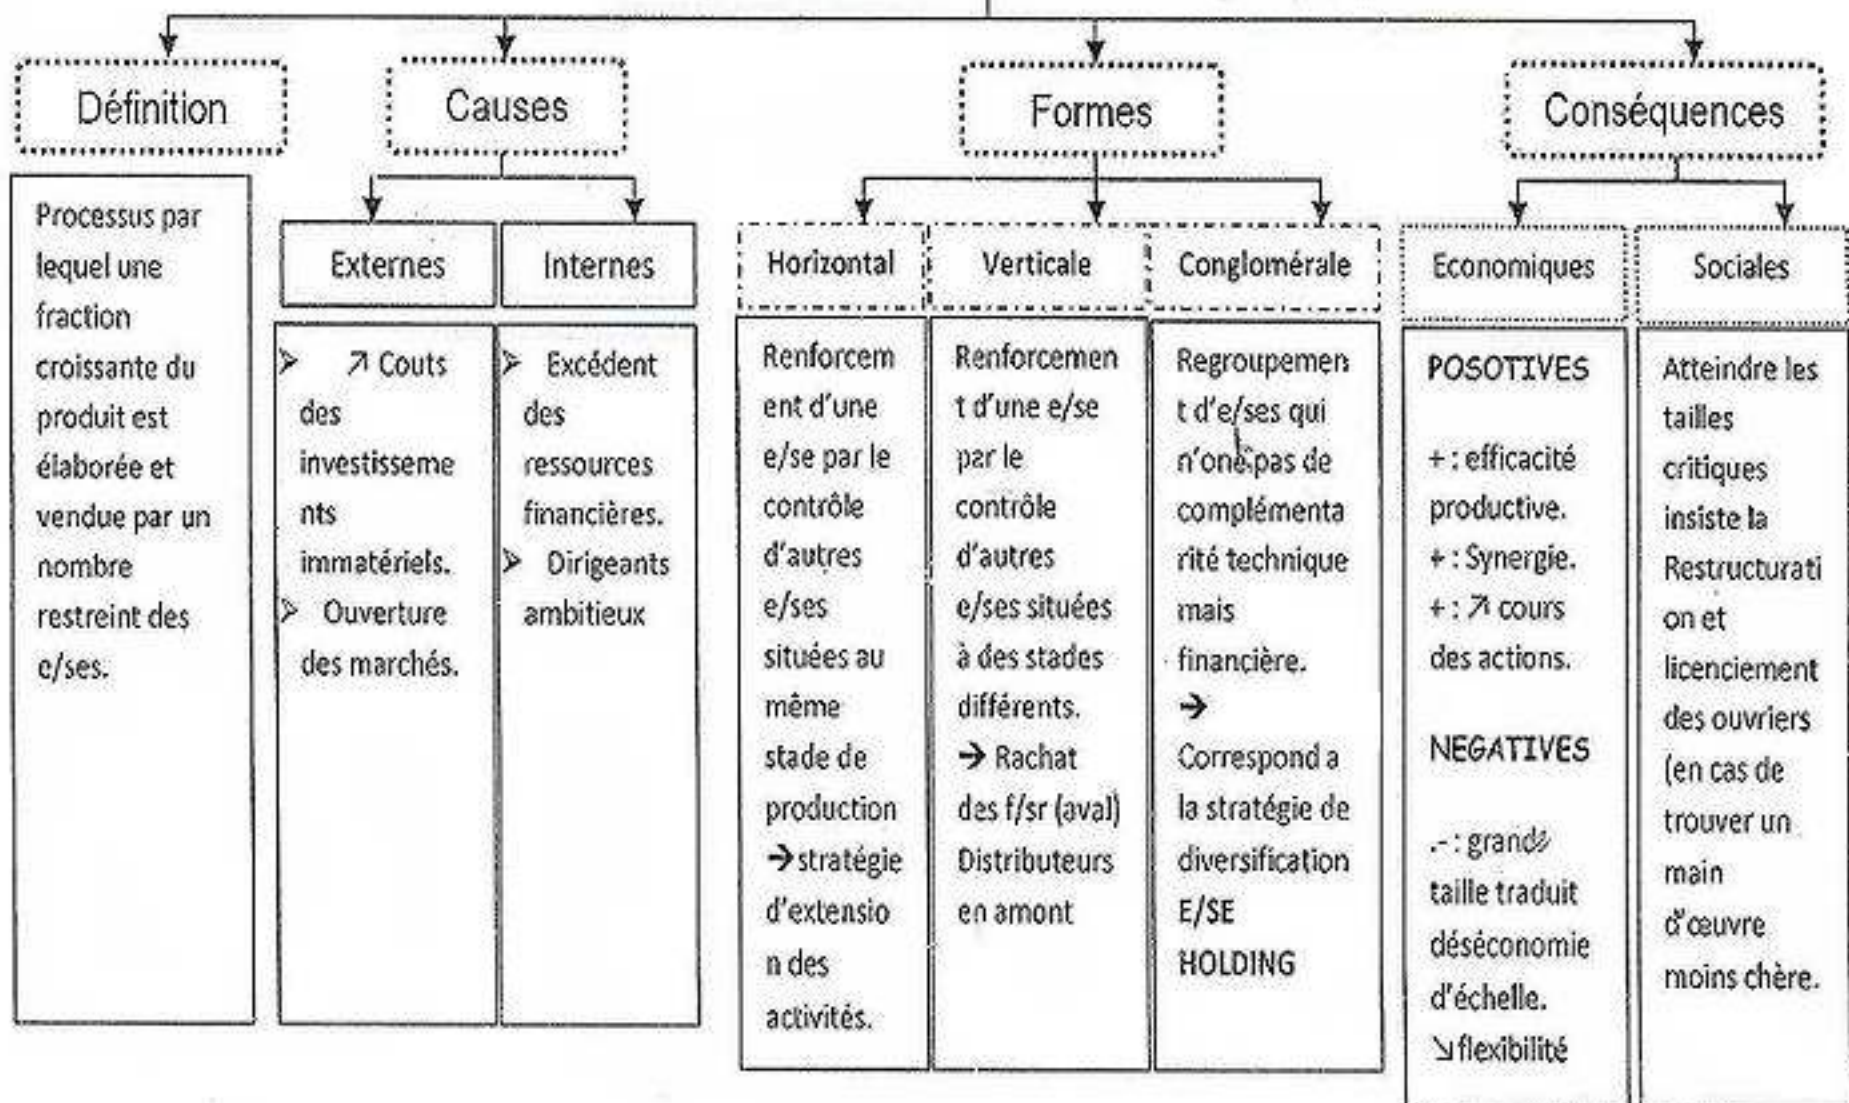 Définition
Processus par
lequel une
fraction
croissante du
produit est
élaborée et
vendue par un
nombre
restreint des
e/ses.
Causes
Externes
➢ ↗ Couts
des
investisseme
nts
immatériels.
➢ Ouverture
des marchés.
Internes
➢ Excédent
des
ressources
financières.
➢ Dirigeants
ambitieux
Formes
Horizontal
Renforcem
ent d'une
e/se par le
contrôle
d'autres
e/ses
situées au
même
stade de
production
→stratégie
d'extensio
n des
activités.
Verticale
Renforcemen
t d'une e/se
par le
contrôle
d'autres
e/ses situées
à des stades
différents.
→ Rachat
des f/sr (aval)
Distributeurs
en amont
Conglomérale
Regroupemen
t d'e/ses qui
pas de
complémenta
rité technique
mais
financière.
→
Correspond a
la stratégie de
diversification
E/SE
HOLDING
Conséquences
Economiques
POSOTIVES
+ : efficacité
productive.
+ : Synergie.
+ : ↗ cours
des actions.
NEGATIVES
.- :
taille traduit
déséconomie
d'échelle.
↘flexibilité
Sociales
Atteindre les
tailles
critiques
insiste la
Restructurati
on et
licenciement
des ouvriers
(en cas de
trouver un
main
d'œuvre
moins chère.